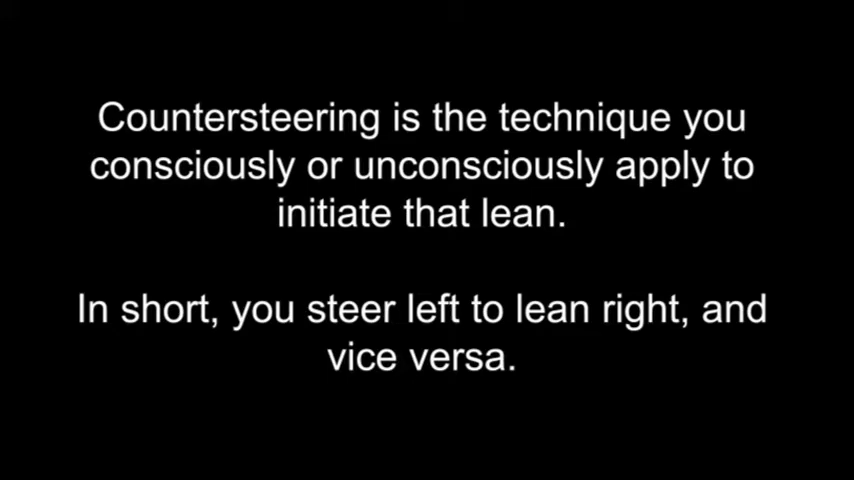 Countersteering is the technique you
consciously or unconsciously apply to
initiate that lean.
In short, you steer left to lean right, and
vice versa.